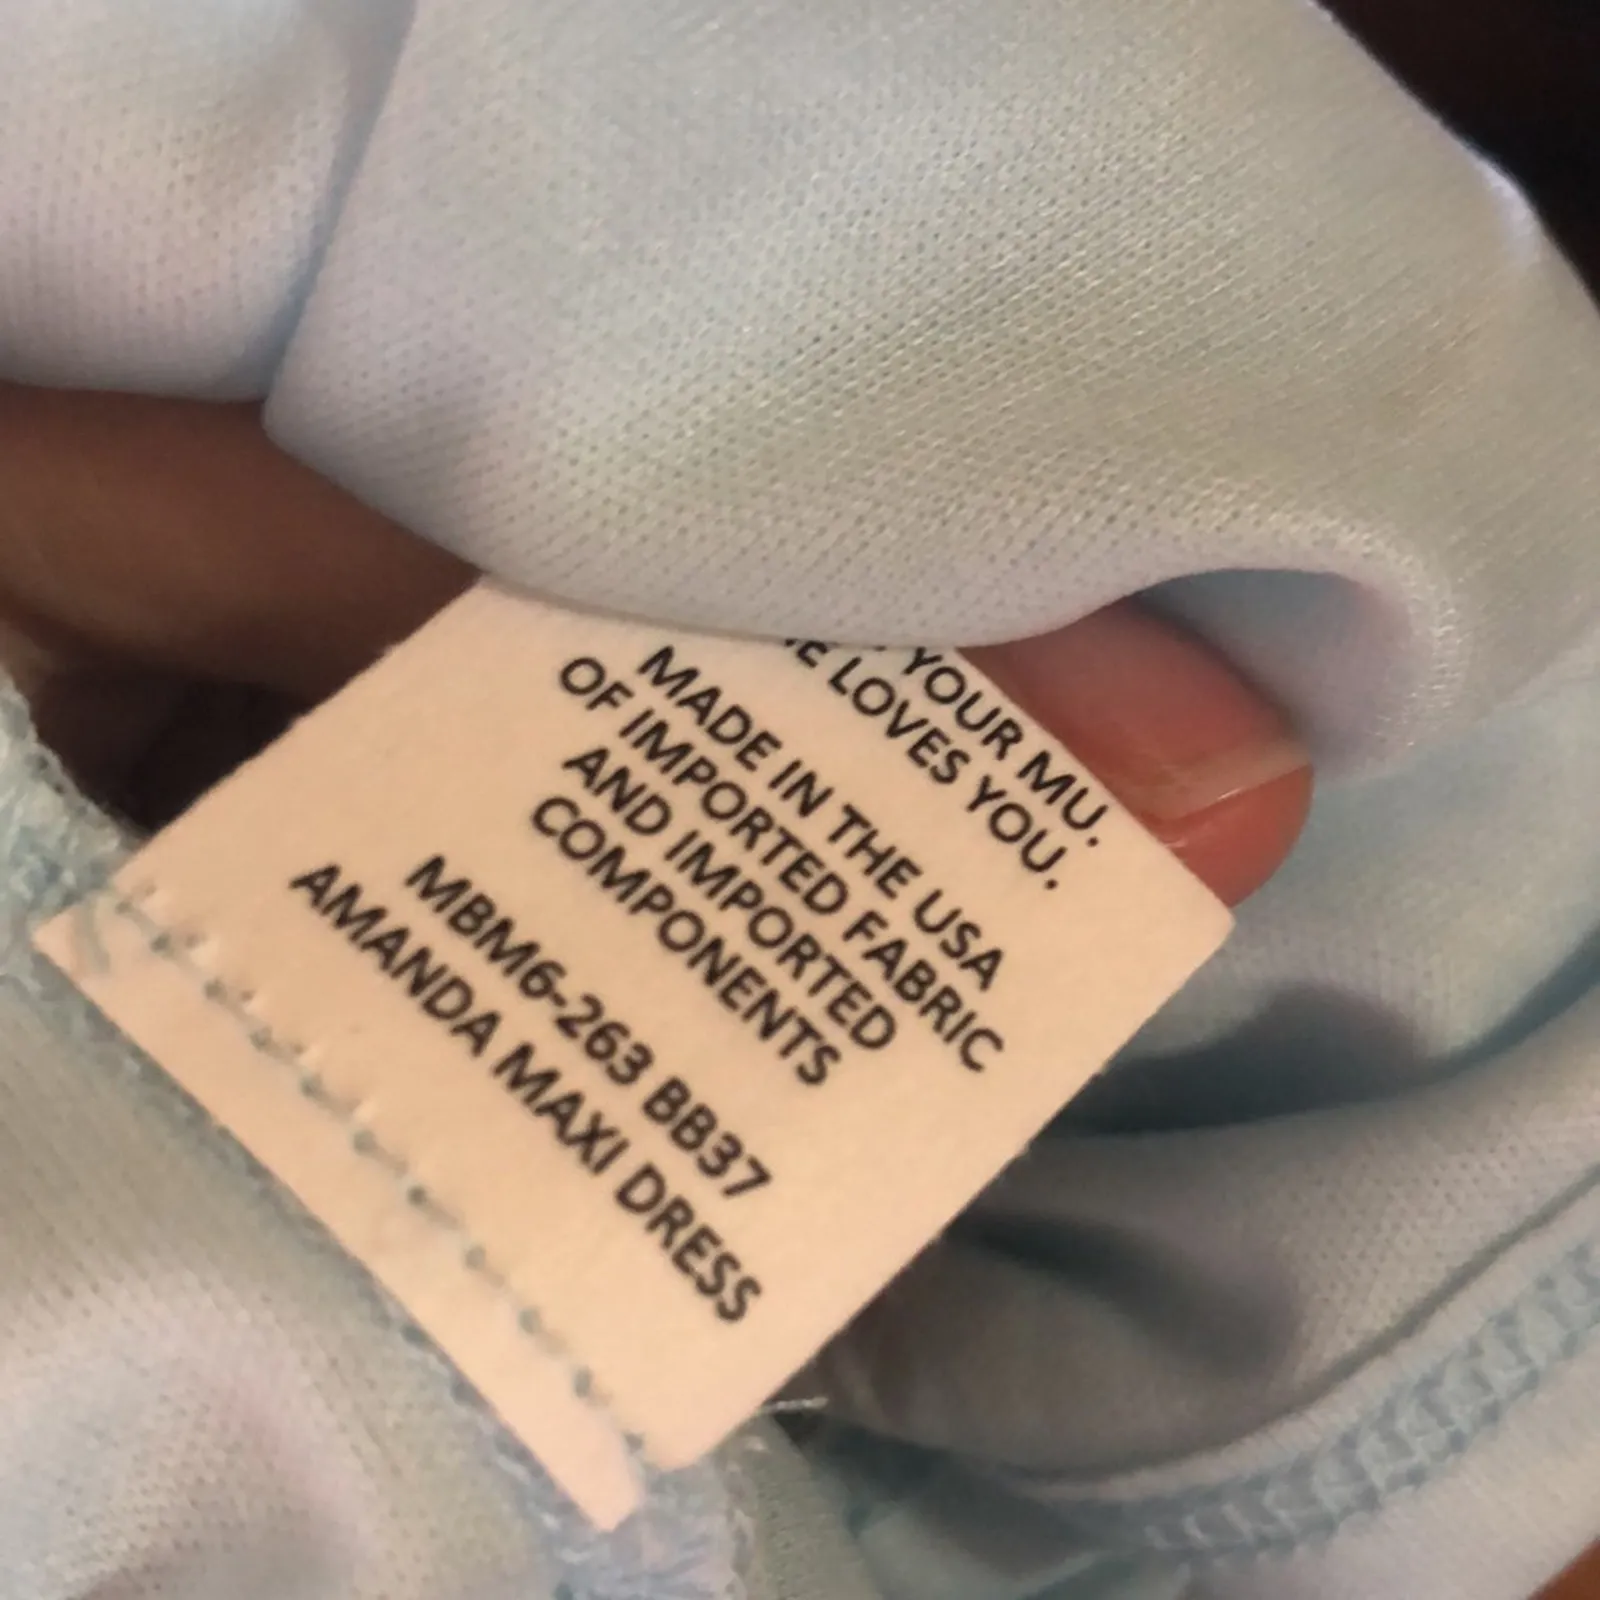 YOUR MU.
LOVES YOU.
MADE IN THE USA
OF IMPORTED FABRIC
AND IMPORTED
COMPONENTS
MBM6-263 BB37
AMANDA MAXI DRESS